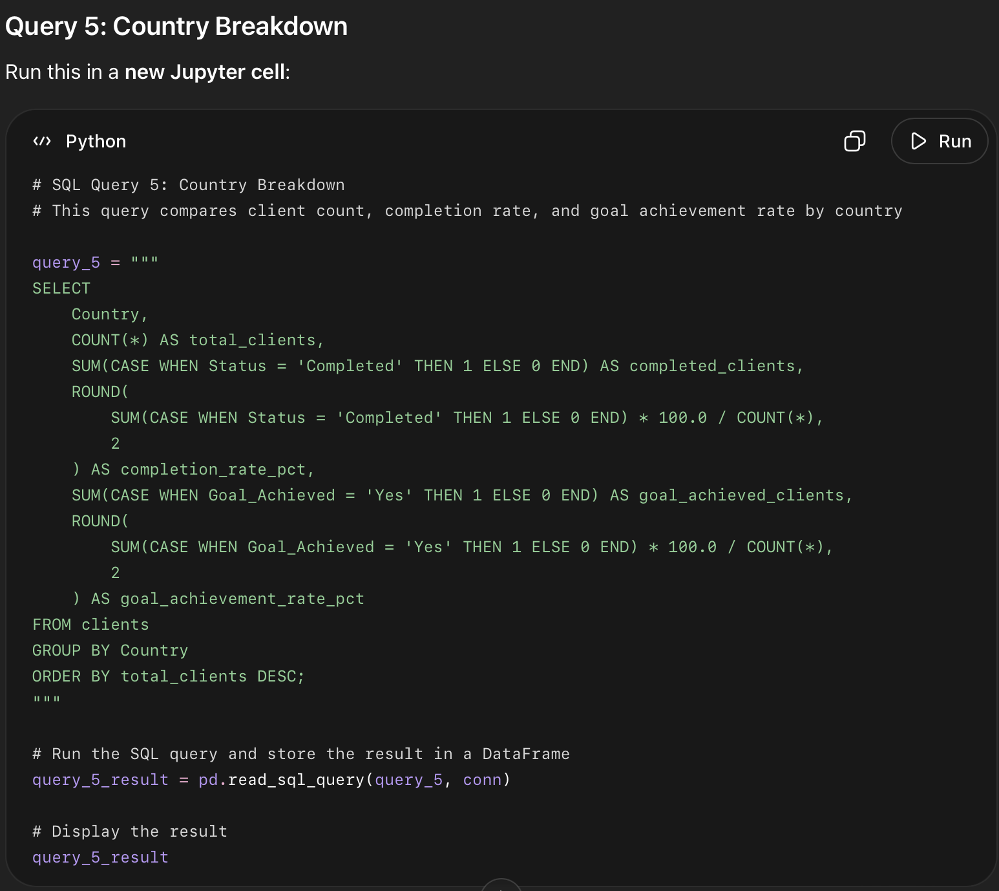 Query 5: Country Breakdown
Run this in a new Jupyter cell:
Python
Run
# SQL Query 5: Country Breakdown
# This query compares client count, completion rate, and goal achievement rate by country
query_5 = """
SELECT
    Country,
    COUNT(*) AS total_clients,
    SUM(CASE WHEN Status = 'Completed' THEN 1 ELSE 0 END) AS completed_clients,
    ROUND(
        SUM(CASE WHEN Status = 'Completed' THEN 1 ELSE 0 END) * 100.0 / COUNT(*),
        2
    ) AS completion_rate_pct,
    SUM(CASE WHEN Goal_Achieved = 'Yes' THEN 1 ELSE 0 END) AS goal_achieved_clients,
    ROUND(
        SUM(CASE WHEN Goal_Achieved = 'Yes' THEN 1 ELSE 0 END) * 100.0 / COUNT(*),
        2
    ) AS goal_achievement_rate_pct
FROM clients
GROUP BY Country
ORDER BY total_clients DESC;
"""
# Run the SQL query and store the result in a DataFrame
query_5_result = pd.read_sql_query(query_5, conn)
# Display the result
query_5_result